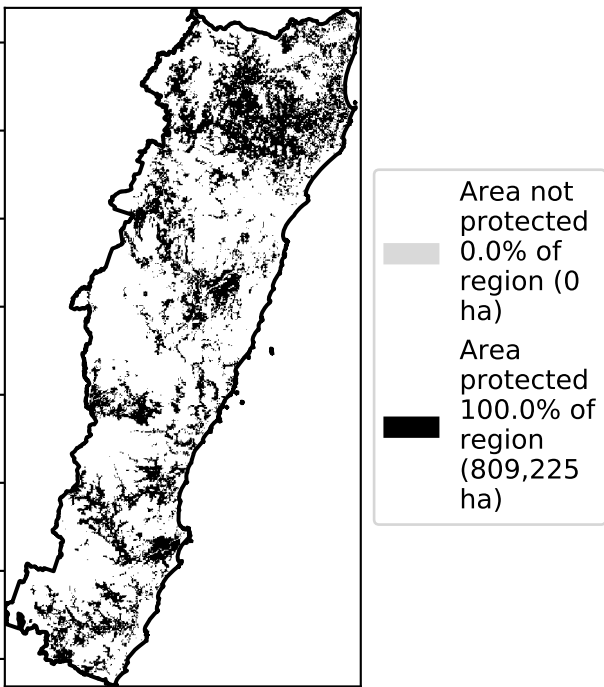 Area not
protected
0.0% of
region (0
ha)
Area
protected
100.0% of
region
(809,225
ha)